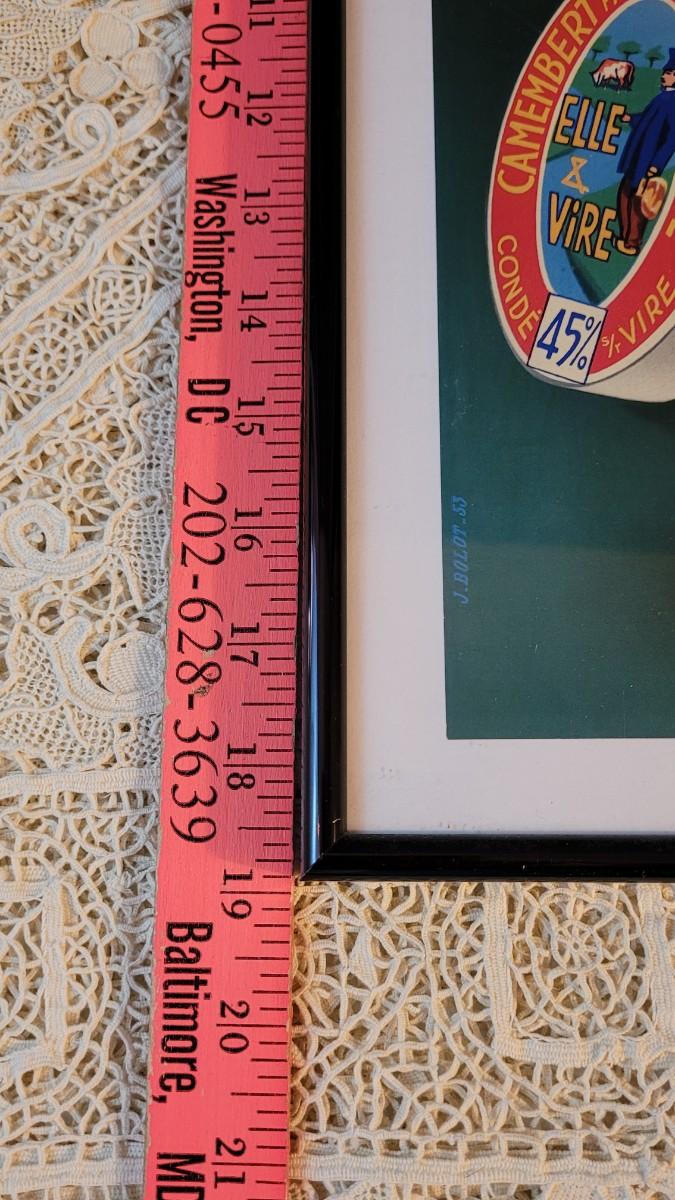 -0455 Washington, DC 202-628-3639 Baltimore, MD
11 12 13 14 15 16 17 18 19 20 21
CAMEMBERT
ELLE
&
VIRE
CONDÉ S/r VIRE
45%
J. BOLOT-53